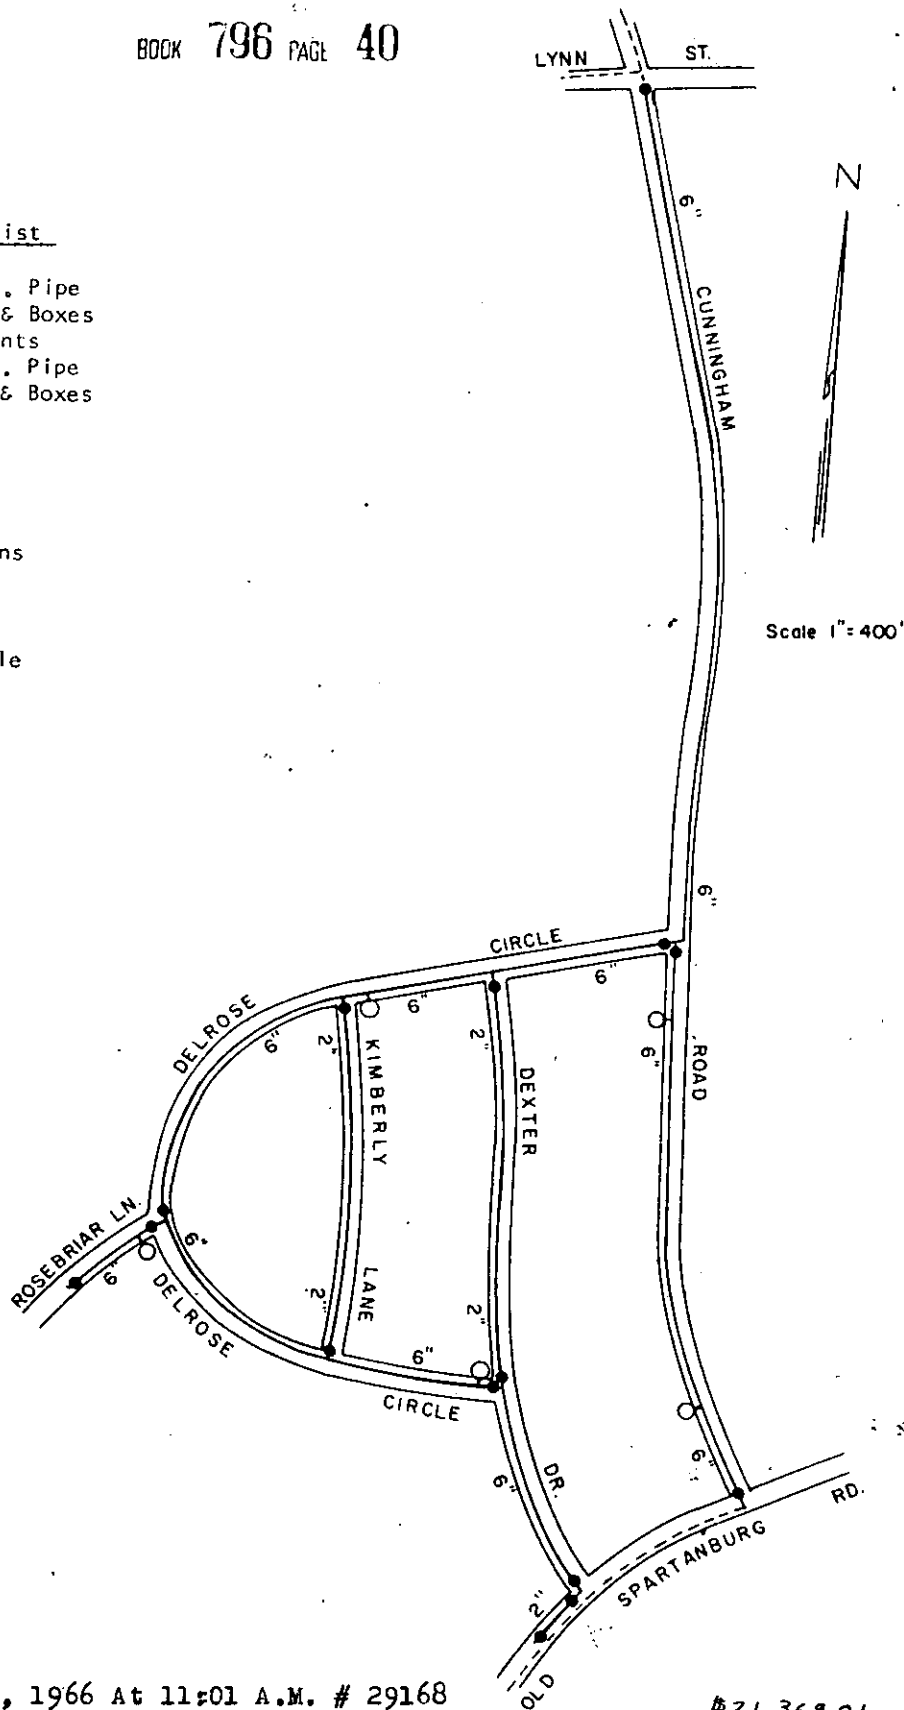 BOOK 796 PAGE 40
LYNN ST.
N
6"
ist
. Pipe
& Boxes
nts
. Pipe
& Boxes
CUNNINGHAM
ns
Scale 1"=400'
le
6"
CIRCLE
6"
6"
DELROSE
6"
2"
KIMBERLY
2"
DEXTER
6"
ROAD
ROSEBRIAR LN.
6"
6"
DELROSE
2"
LANE
2"
6"
CIRCLE
6"
DR.
6"
RD.
SPARTANBURG
2"
OLD
, 1966 At 11:01 A.M. # 29168